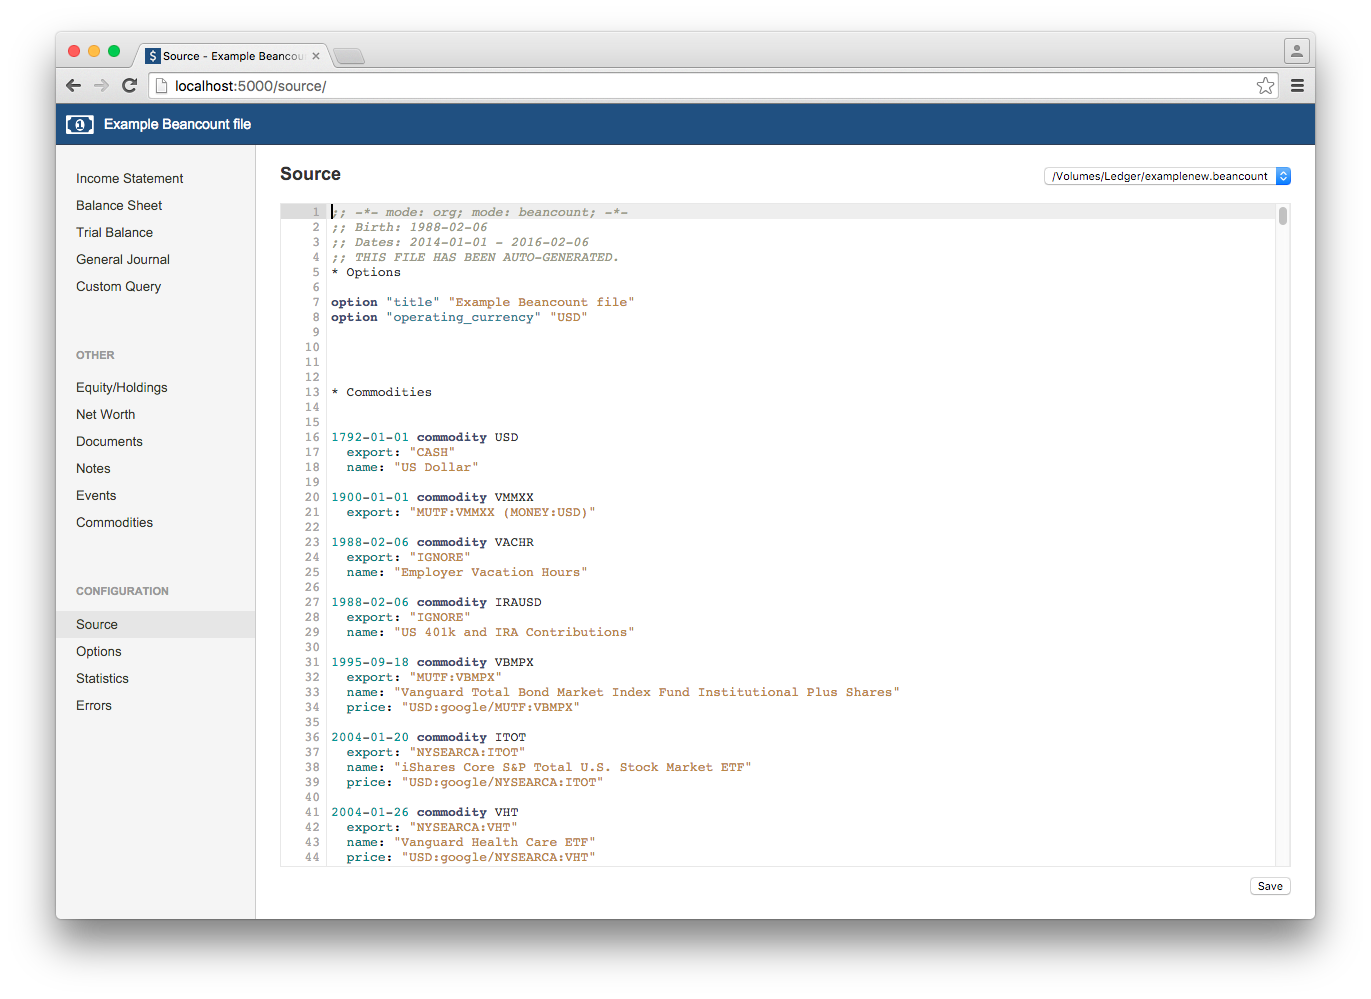 Source - Example Beancou
localhost:5000/source/
Example Beancount file
Income Statement
Balance Sheet
Trial Balance
General Journal
Custom Query
OTHER
Equity/Holdings
Net Worth
Documents
Notes
Events
Commodities
CONFIGURATION
Source
Options
Statistics
Errors
Source
/Volumes/Ledger/examplenew.beancount
1 ;; -*- mode: org; mode: beancount; -*-
2 ;; Birth: 1988-02-06
3 ;; Dates: 2014-01-01 - 2016-02-06
4 ;; THIS FILE HAS BEEN AUTO-GENERATED.
5 * Options
6
7 option "title" "Example Beancount file"
8 option "operating_currency" "USD"
9
10
11
12
13 * Commodities
14
15
16 1792-01-01 commodity USD
17 export: "CASH"
18 name: "US Dollar"
19
20 1900-01-01 commodity VMMXX
21 export: "MUTF:VMMXX (MONEY:USD)"
22
23 1988-02-06 commodity VACHR
24 export: "IGNORE"
25 name: "Employer Vacation Hours"
26
27 1988-02-06 commodity IRAUSD
28 export: "IGNORE"
29 name: "US 401k and IRA Contributions"
30
31 1995-09-18 commodity VBMPX
32 export: "MUTF:VBMPX"
33 name: "Vanguard Total Bond Market Index Fund Institutional Plus Shares"
34 price: "USD:google/MUTF:VBMPX"
35
36 2004-01-20 commodity ITOT
37 export: "NYSEARCA:ITOT"
38 name: "iShares Core S&P Total U.S. Stock Market ETF"
39 price: "USD:google/NYSEARCA:ITOT"
40
41 2004-01-26 commodity VHT
42 export: "NYSEARCA:VHT"
43 name: "Vanguard Health Care ETF"
44 price: "USD:google/NYSEARCA:VHT"
Save